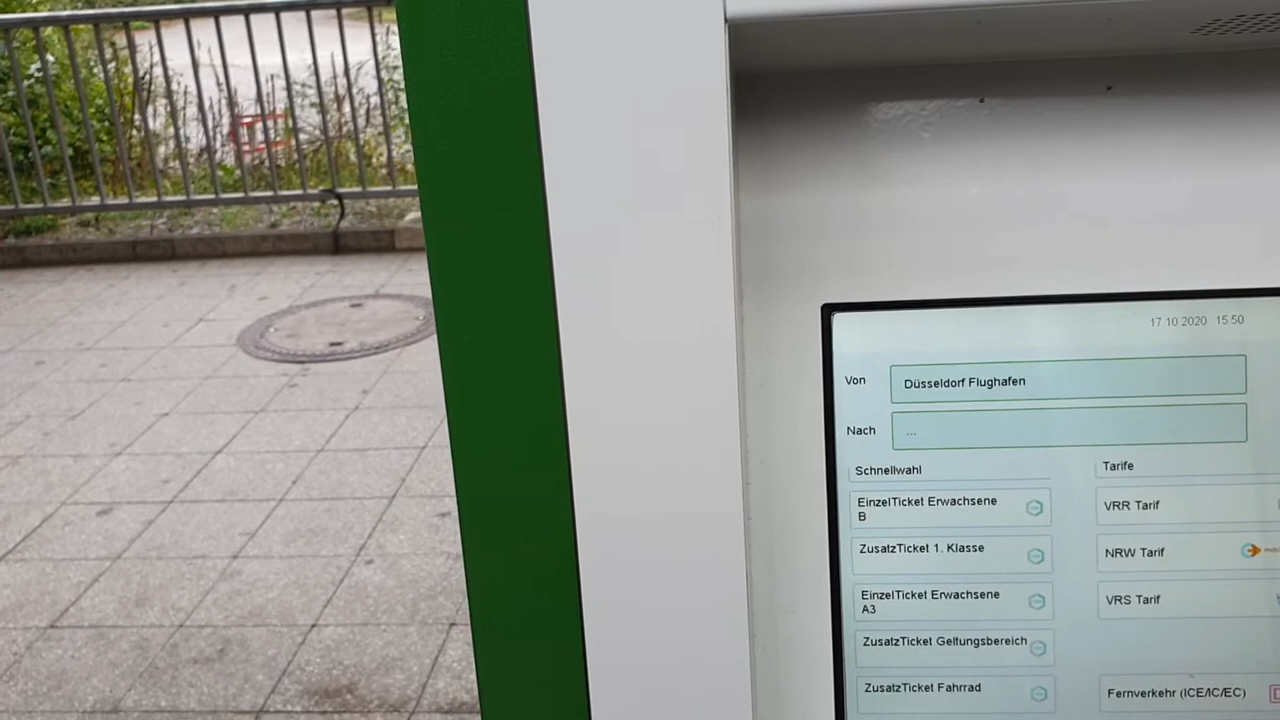 17 10 2020 15:50
Von
Düsseldorf Flughafen
Nach
...
Schnellwahl
Tarife
EinzelTicket Erwachsene
B
VRR Tarif
ZusatzTicket 1. Klasse
NRW Tarif
EinzelTicket Erwachsene
A3
VRS Tarif
ZusatzTicket Geltungsbereich
ZusatzTicket Fahrrad
Fernverkehr (ICE/IC/EC)